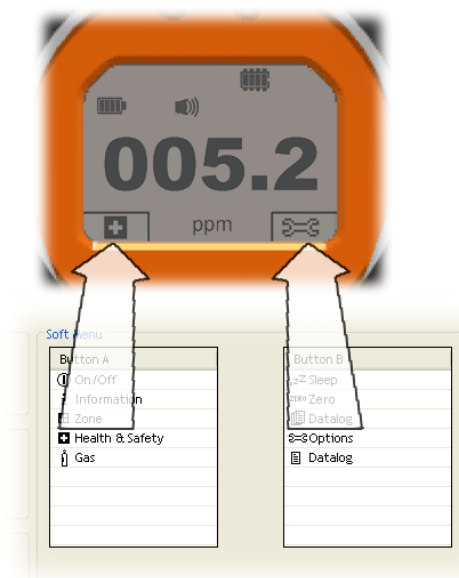 005.2
ppm
Soft Menu
Button A
On/Off
Information
Zone
Health & Safety
Gas
Button B
zzZ Sleep
ZERO Zero
Datalog
Options
Datalog